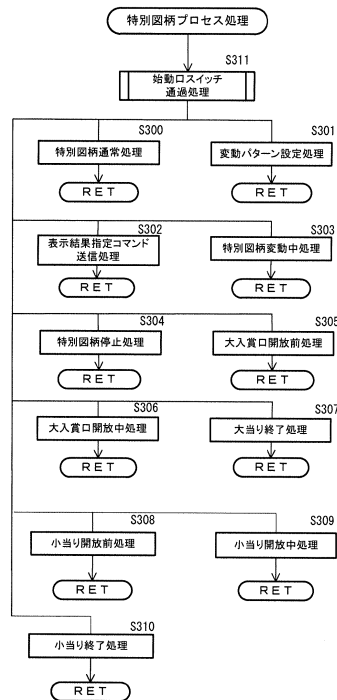 特別図柄プロセス処理
S311
始動口スイッチ
通過処理
S300
特別図柄通常処理
RET
S301
変動パターン設定処理
RET
S302
表示結果指定コマンド
送信処理
RET
S303
特別図柄変動中処理
RET
S304
特別図柄停止処理
RET
S305
大入賞口開放前処理
RET
S306
大入賞口開放中処理
RET
S307
大当り終了処理
RET
S308
小当り開放前処理
RET
S309
小当り開放中処理
RET
S310
小当り終了処理
RET